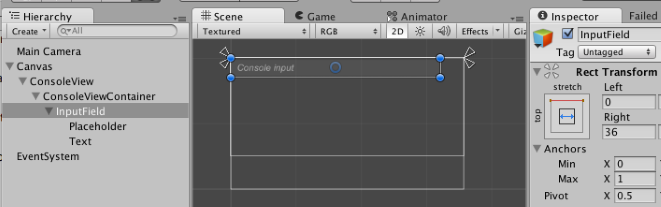 Hierarchy
Create
All
Main Camera
Canvas
ConsoleView
ConsoleViewContainer
InputField
Placeholder
Text
EventSystem
Scene
Game
Animator
Textured
RGB
2D
Effects
Giz
Console input
Inspector
Failed
InputField
Tag Untagged
Rect Transform
stretch
Left
top
0
Right
36
Anchors
Min X 0
Max X 1
Pivot X 0.5